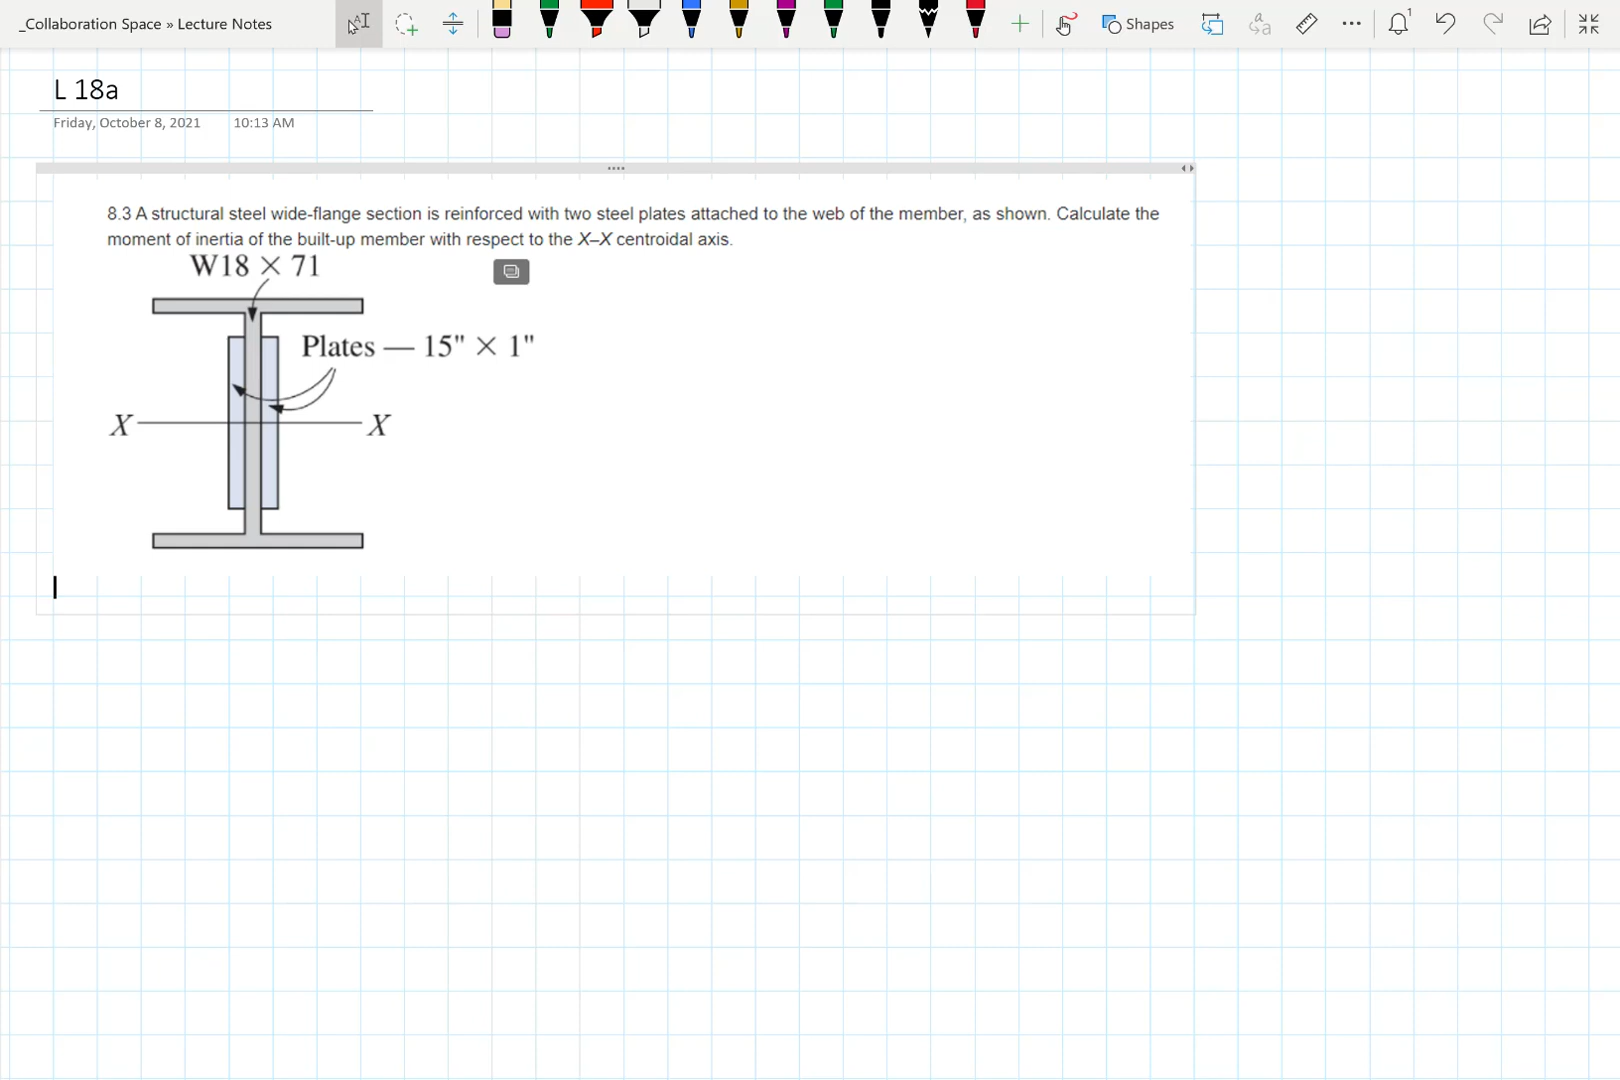 _Collaboration Space » Lecture Notes
Shapes
1
L 18a
Friday, October 8, 2021 10:13 AM
8.3 A structural steel wide-flange section is reinforced with two steel plates attached to the web of the member, as shown. Calculate the
moment of inertia of the built-up member with respect to the X–X centroidal axis.
W18 × 71
Plates — 15" × 1"
X X